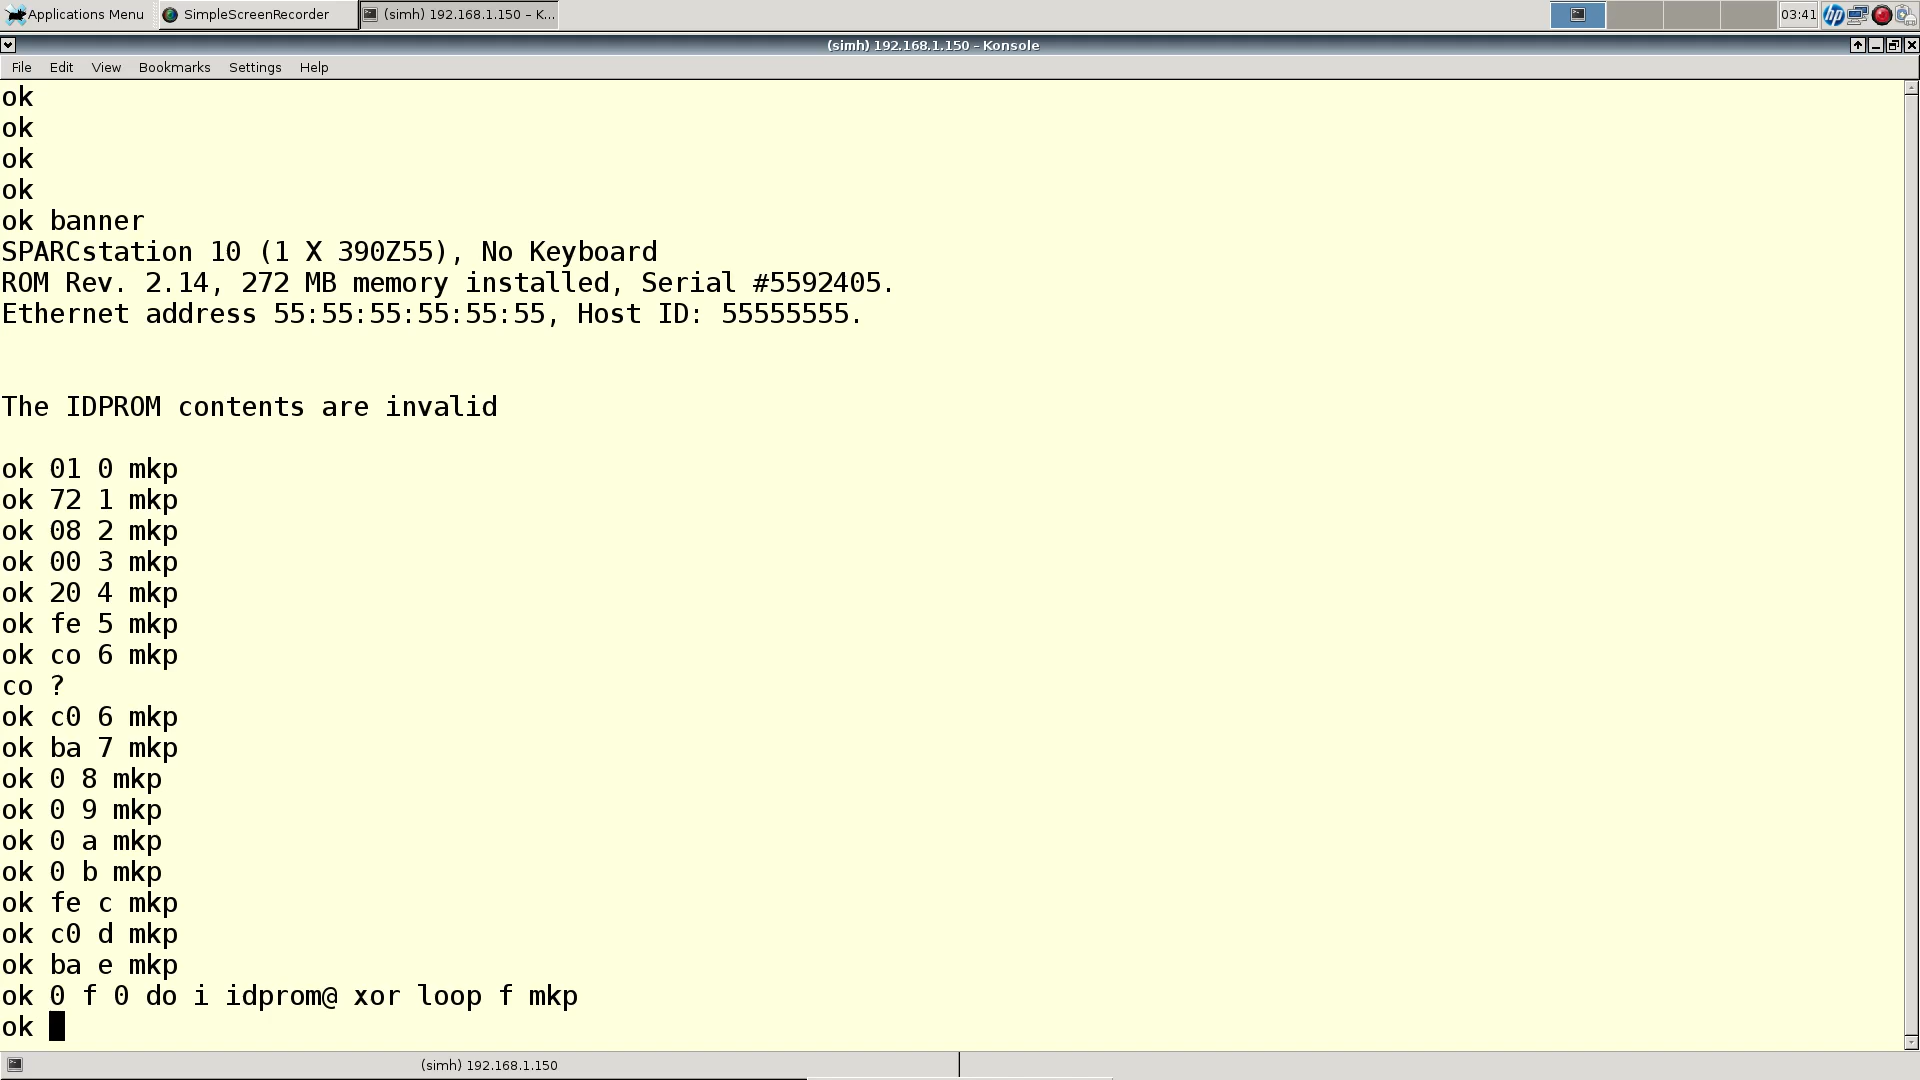 Applications Menu SimpleScreenRecorder (simh) 192.168.1.150 – K... 03:41 hp
(simh) 192.168.1.150 – Konsole
File Edit View Bookmarks Settings Help
ok
ok
ok
ok
ok banner
SPARCstation 10 (1 X 390Z55), No Keyboard
ROM Rev. 2.14, 272 MB memory installed, Serial #5592405.
Ethernet address 55:55:55:55:55:55, Host ID: 55555555.
The IDPROM contents are invalid
ok 01 0 mkp
ok 72 1 mkp
ok 08 2 mkp
ok 00 3 mkp
ok 20 4 mkp
ok fe 5 mkp
ok co 6 mkp
co ?
ok c0 6 mkp
ok ba 7 mkp
ok 0 8 mkp
ok 0 9 mkp
ok 0 a mkp
ok 0 b mkp
ok fe c mkp
ok c0 d mkp
ok ba e mkp
ok 0 f 0 do i idprom@ xor loop f mkp
ok
(simh) 192.168.1.150